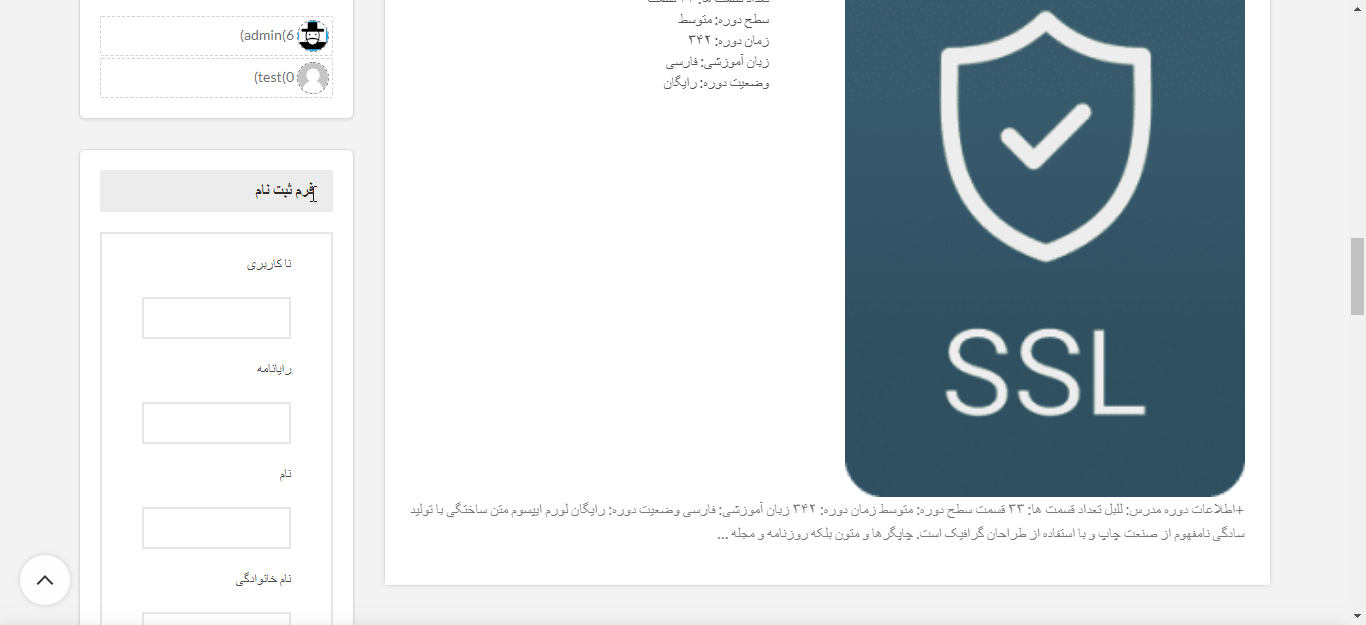 سطح دوره: متوسط
زمان دوره: ۳۴۲
زبان آموزشی: فارسی
وضعیت دوره: رایگان
SSL
+اطلاعات دوره مدرس: للبل تعداد قسمت ها: ۳۳ قسمت سطح دوره: متوسط زمان دوره: ۳۴۲ زبان آموزشی: فارسی وضعیت دوره: رایگان لورم ایپسوم متن ساختگی با تولید
سادگی نامفهوم از صنعت چاپ و با استفاده از طراحان گرافیک است. چاپگرها و متون بلکه روزنامه و مجله ...
(admin(6
(test(0
فرم ثبت نام
نا کاربری
رایانامه
نام
نام خانوادگی